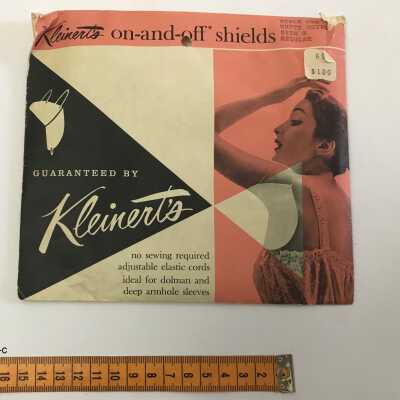 Kleinert's on-and-off shields
$1.00
GUARANTEED BY
Kleinert's
no sewing required
adjustable elastic cords
ideal for dolman and
deep armhole sleeves
-C
16 15 14 13 12 11 10 9 8 7 6 5 4 3 2